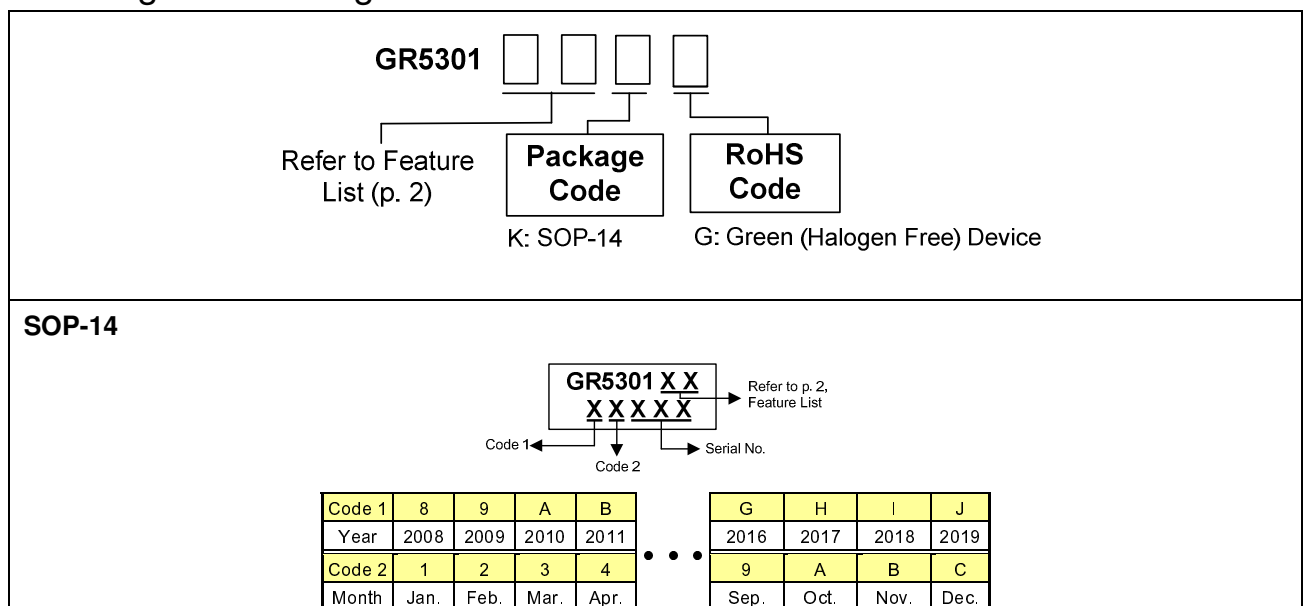 GR5301
Refer to Feature
List (p. 2)
Package
Code
RoHS
Code
K: SOP-14
G: Green (Halogen Free) Device
SOP-14
GR5301 X X
X X X X X
Refer to p. 2,
Feature List
Code 1
Code 2
Serial No.
Code 1 8 9 A B G H I J
Year 2008 2009 2010 2011 • • • 2016 2017 2018 2019
Code 2 1 2 3 4 9 A B C
Month Jan. Feb. Mar. Apr. Sep. Oct. Nov. Dec.